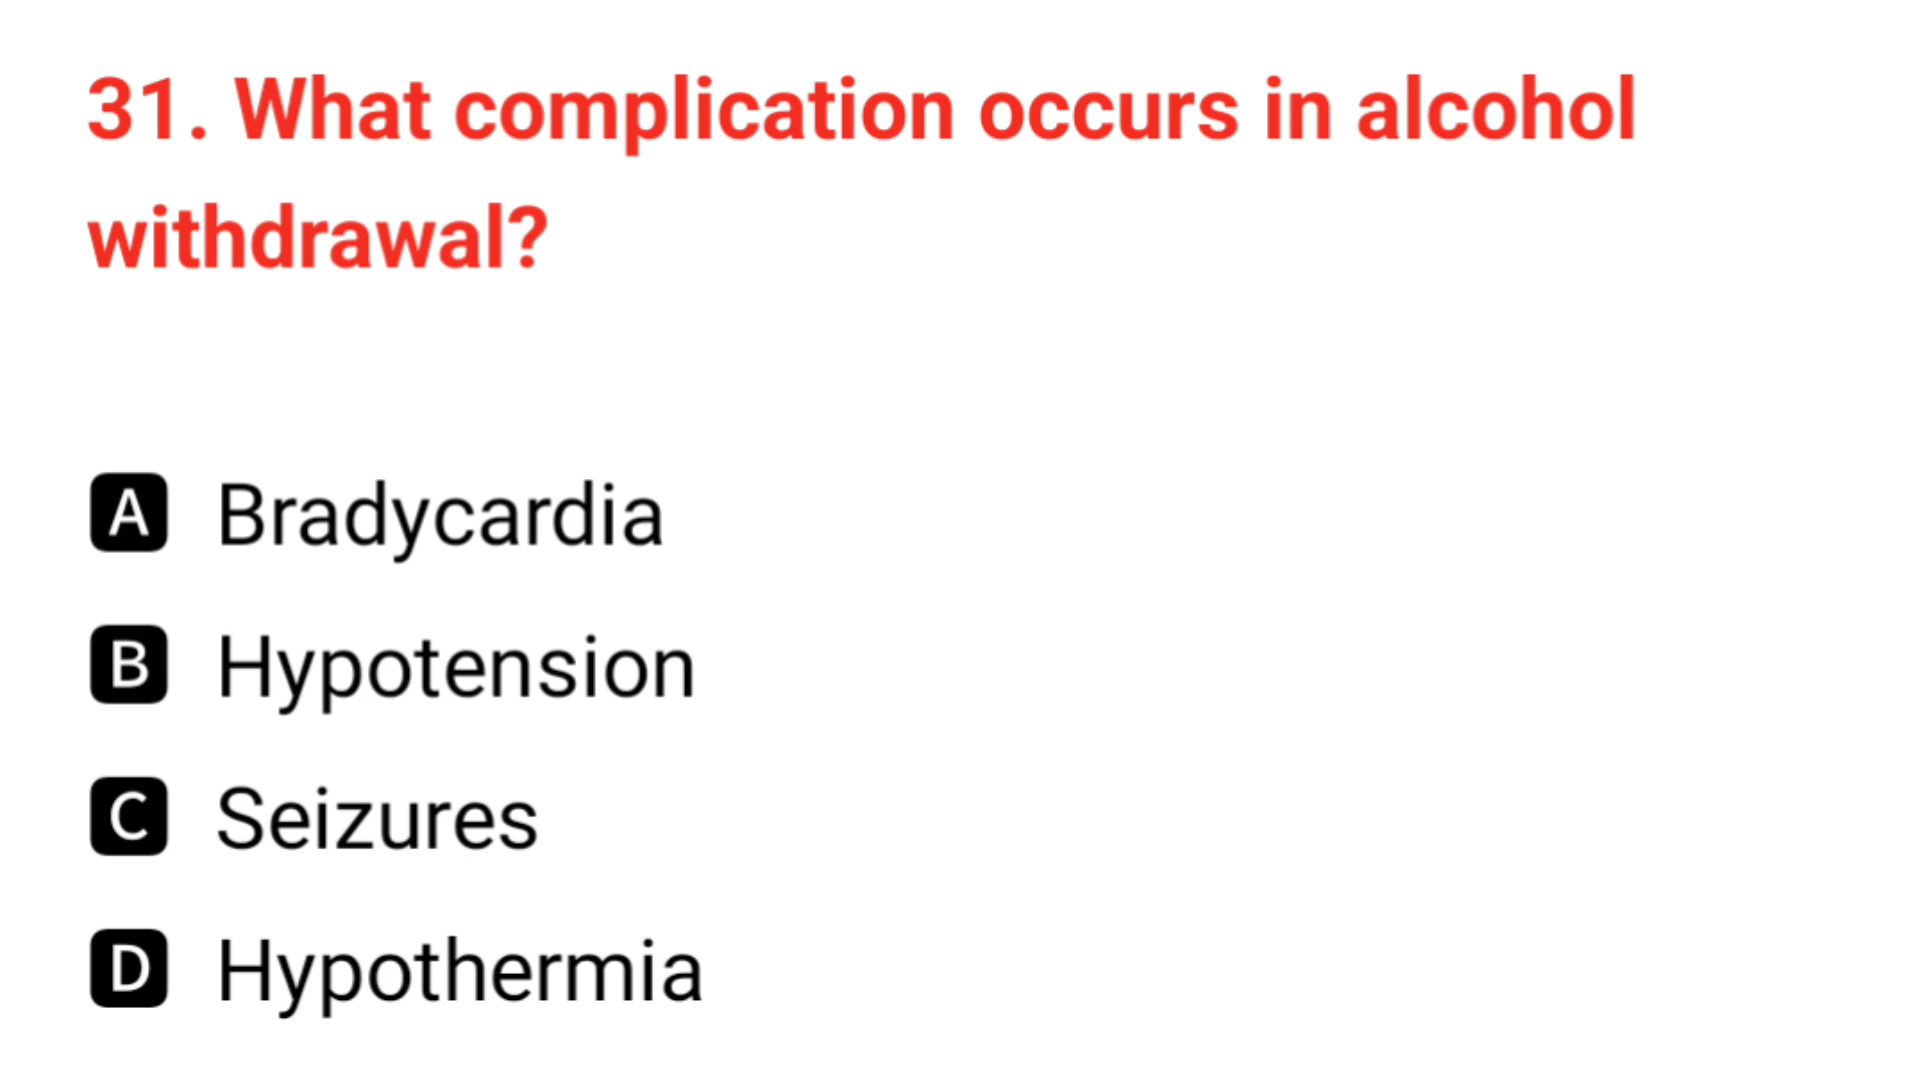 31. What complication occurs in alcohol
withdrawal?
A Bradycardia
B Hypotension
C Seizures
D Hypothermia